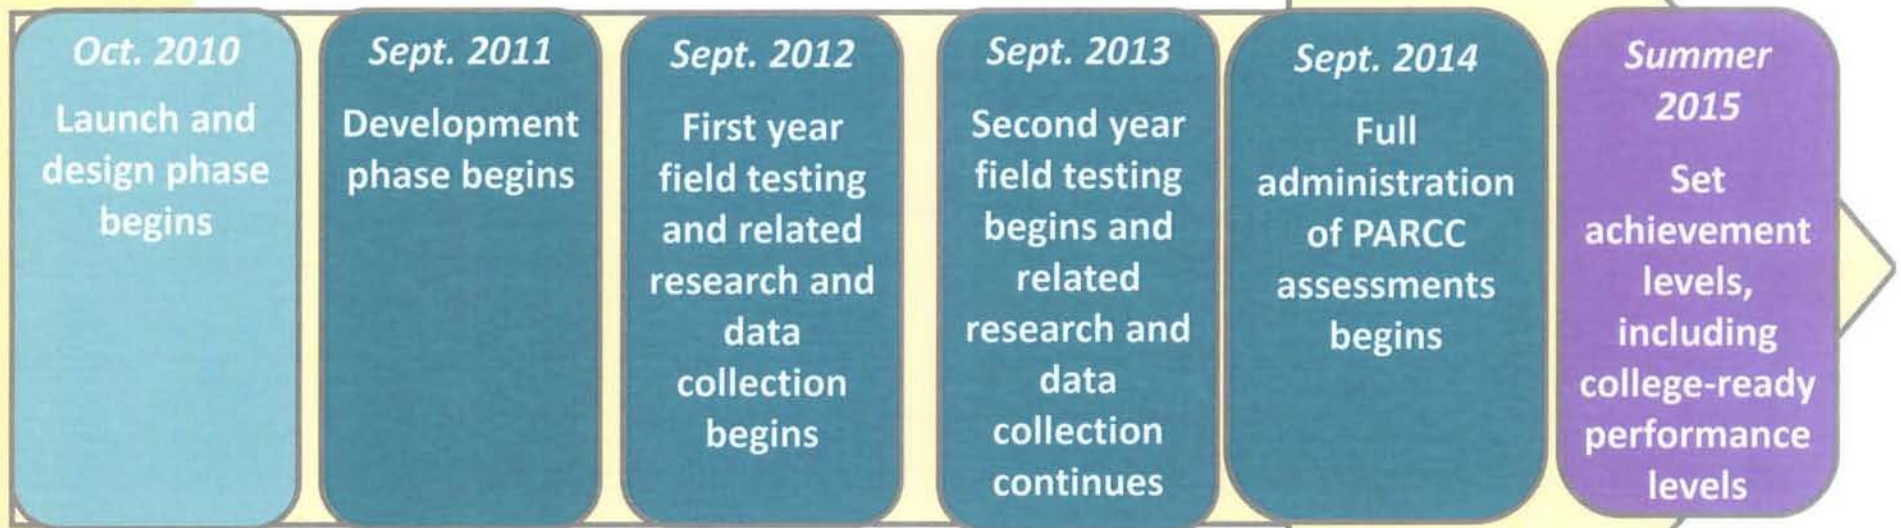 Oct. 2010
Launch and
design phase
begins
Sept. 2011
Development
phase begins
Sept. 2012
First year
field testing
and related
research and
data
collection
begins
Sept. 2013
Second year
field testing
begins and
related
research and
data
collection
continues
Sept. 2014
Full
administration
of PARCC
assessments
begins
Summer
2015
Set
achievement
levels,
including
college-ready
performance
levels